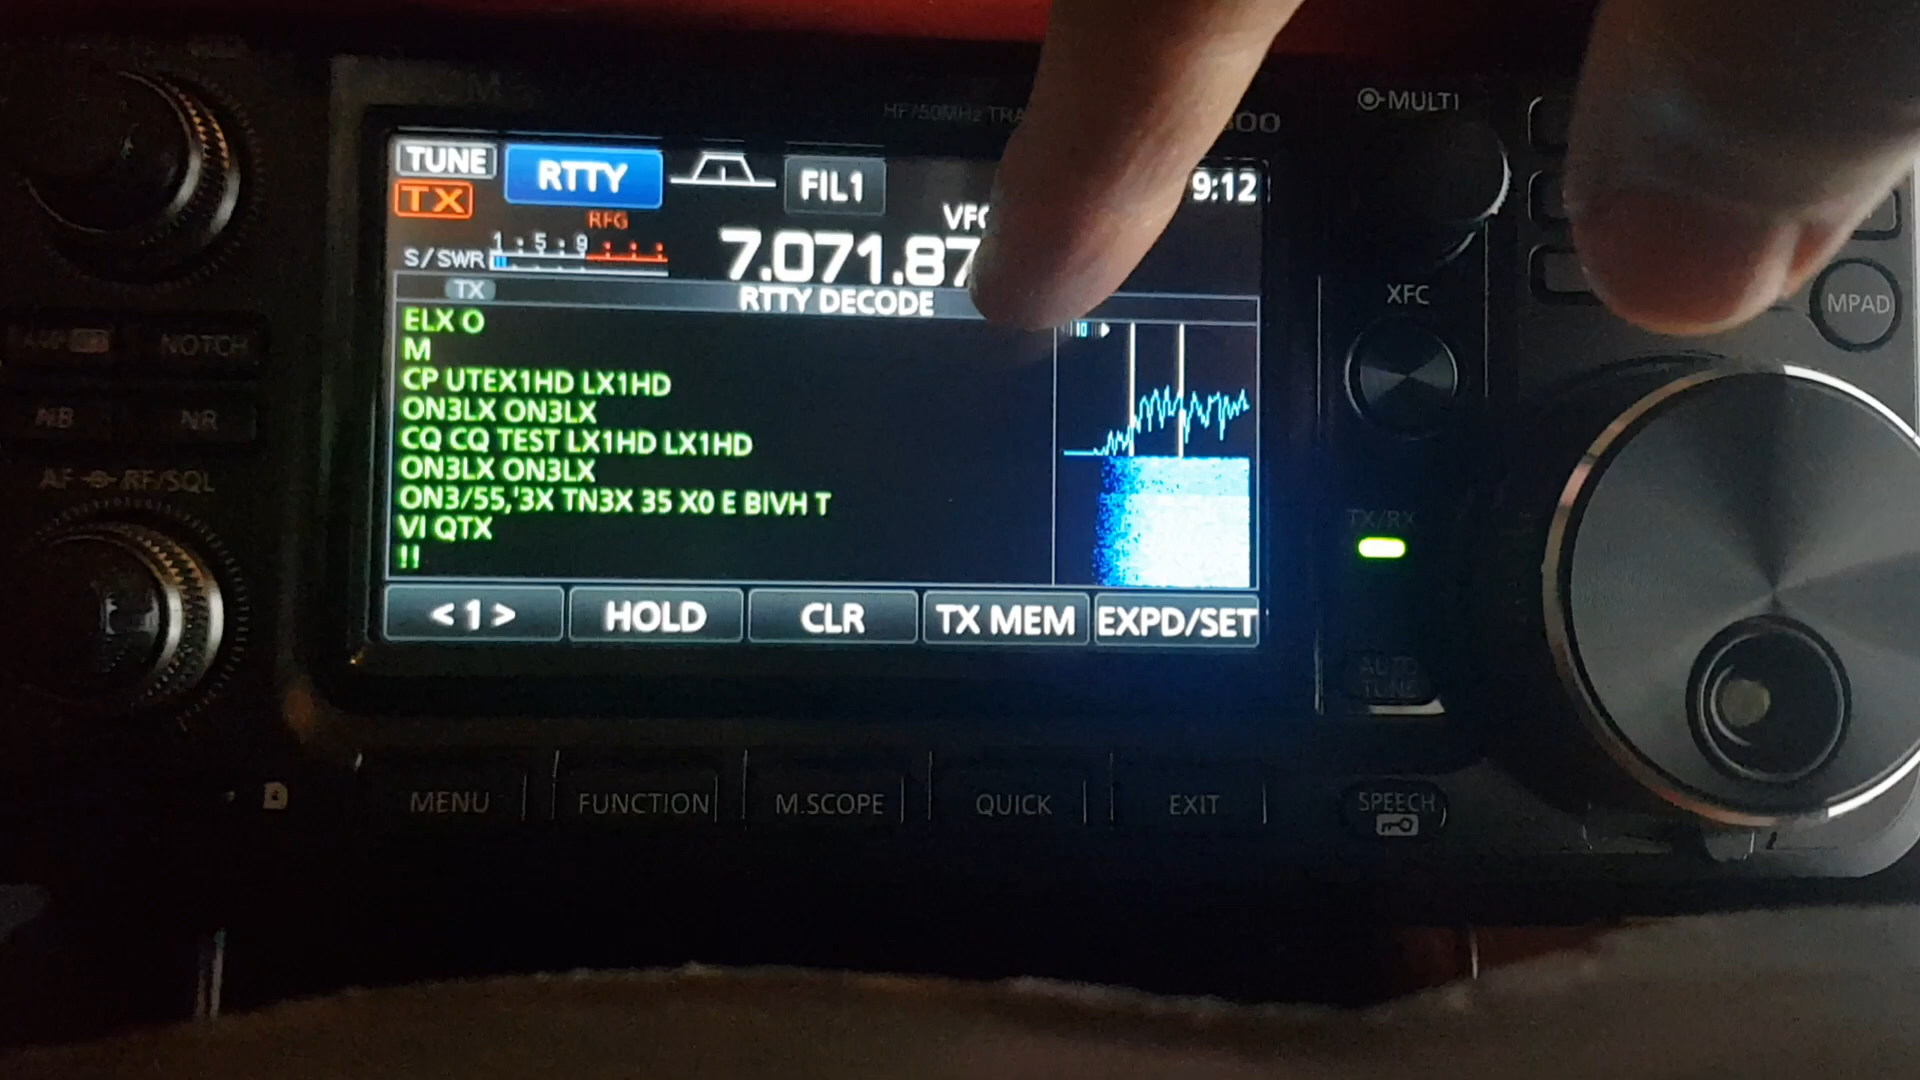 HF/50MHz TRA
300
MULTI
TUNE
RTTY
FIL1
9:12
TX
RFG
VFO
1 : 5 : 9
S/SWR
7.071.87
TX
RTTY DECODE
ELX O
M
CP UTEX1HD LX1HD
ON3LX ON3LX
CQ CQ TEST LX1HD LX1HD
ON3LX ON3LX
ON3/55,'3X TN3X 35 X0 E BIVH T
VI QTX
!!
< 1 >
HOLD
CLR
TX MEM
EXPD/SET
NOTCH
NB
NR
AF
RF/SQL
XFC
MPAD
TX/RX
AUTO
TUNE
MENU
FUNCTION
M.SCOPE
QUICK
EXIT
SPEECH